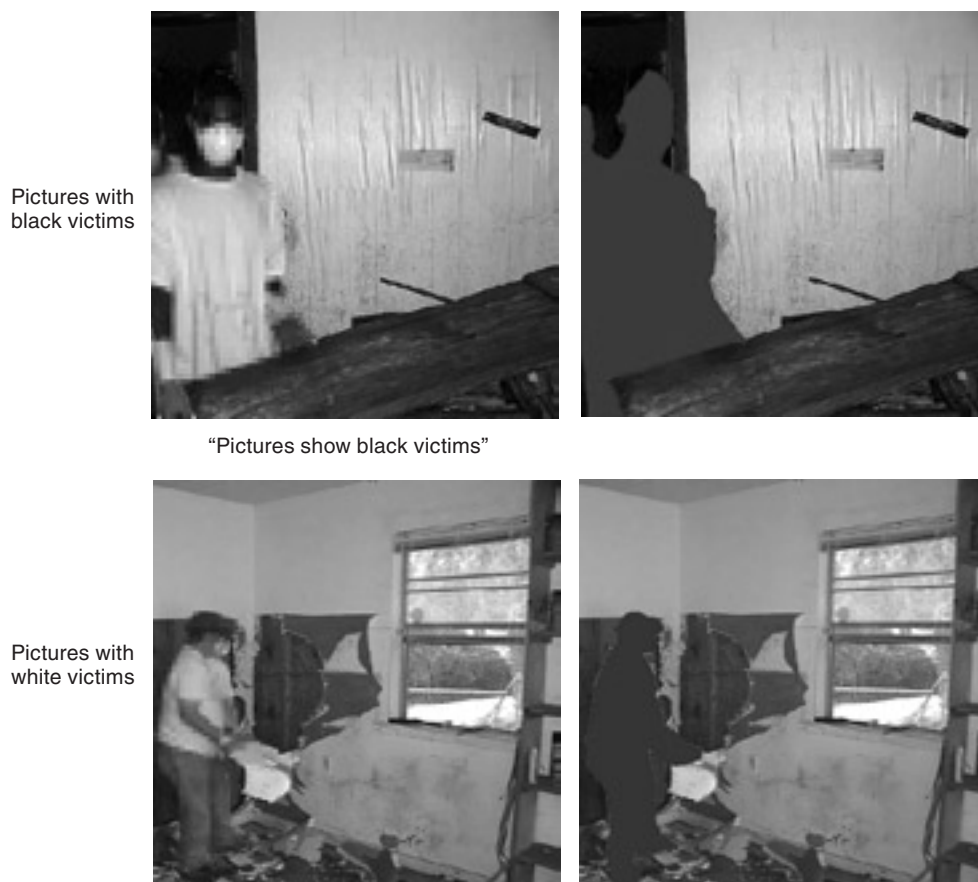 Pictures with
black victims
“Pictures show black victims”
Pictures with
white victims